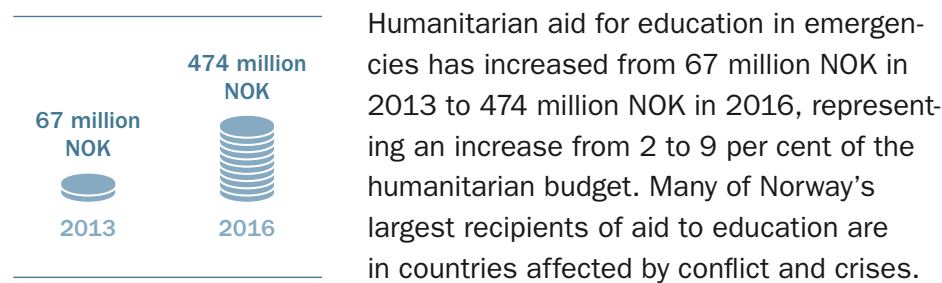 474 million
NOK
67 million
NOK
2013
2016
Humanitarian aid for education in emergen-
cies has increased from 67 million NOK in
2013 to 474 million NOK in 2016, represent-
ing an increase from 2 to 9 per cent of the
humanitarian budget. Many of Norway’s
largest recipients of aid to education are
in countries affected by conflict and crises.